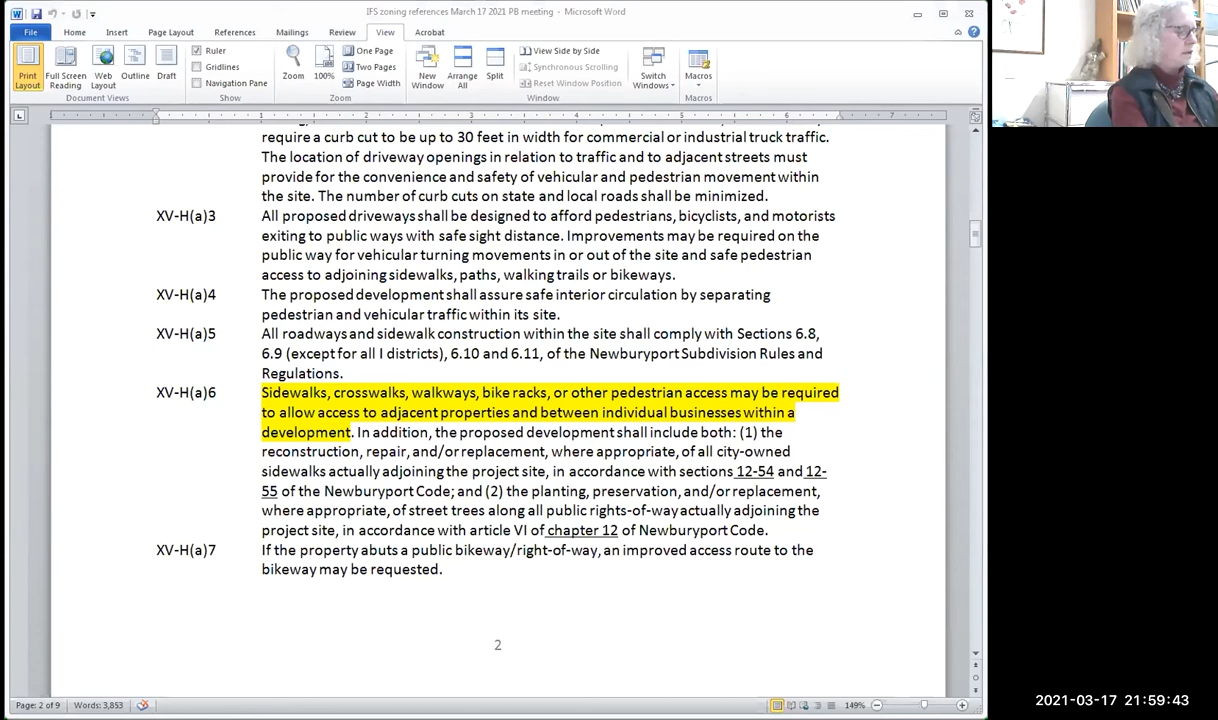 IFS zoning references March 17 2021 PB meeting - Microsoft Word
File Home Insert Page Layout References Mailings Review View Acrobat
Print Layout
Full Screen Reading
Web Layout
Outline
Draft
Document Views
Ruler
Gridlines
Navigation Pane
Show
Zoom
100%
One Page
Two Pages
Page Width
Zoom
New Window
Arrange All
Split
View Side by Side
Synchronous Scrolling
Reset Window Position
Switch Windows
Window
Macros
Macros
1 2 3 4 5 6 7
require a curb cut to be up to 30 feet in width for commercial or industrial truck traffic.
The location of driveway openings in relation to traffic and to adjacent streets must
provide for the convenience and safety of vehicular and pedestrian movement within
the site. The number of curb cuts on state and local roads shall be minimized.
XV-H(a)3 All proposed driveways shall be designed to afford pedestrians, bicyclists, and motorists
exiting to public ways with safe sight distance. Improvements may be required on the
public way for vehicular turning movements in or out of the site and safe pedestrian
access to adjoining sidewalks, paths, walking trails or bikeways.
XV-H(a)4 The proposed development shall assure safe interior circulation by separating
pedestrian and vehicular traffic within its site.
XV-H(a)5 All roadways and sidewalk construction within the site shall comply with Sections 6.8,
6.9 (except for all I districts), 6.10 and 6.11, of the Newburyport Subdivision Rules and
Regulations.
XV-H(a)6 Sidewalks, crosswalks, walkways, bike racks, or other pedestrian access may be required
to allow access to adjacent properties and between individual businesses within a
development. In addition, the proposed development shall include both: (1) the
reconstruction, repair, and/or replacement, where appropriate, of all city-owned
sidewalks actually adjoining the project site, in accordance with sections 12-54 and 12-
55 of the Newburyport Code; and (2) the planting, preservation, and/or replacement,
where appropriate, of street trees along all public rights-of-way actually adjoining the
project site, in accordance with article VI of chapter 12 of Newburyport Code.
XV-H(a)7 If the property abuts a public bikeway/right-of-way, an improved access route to the
bikeway may be requested.
2
Page: 2 of 9 Words: 3,853 149%
2021-03-17 21:59:43